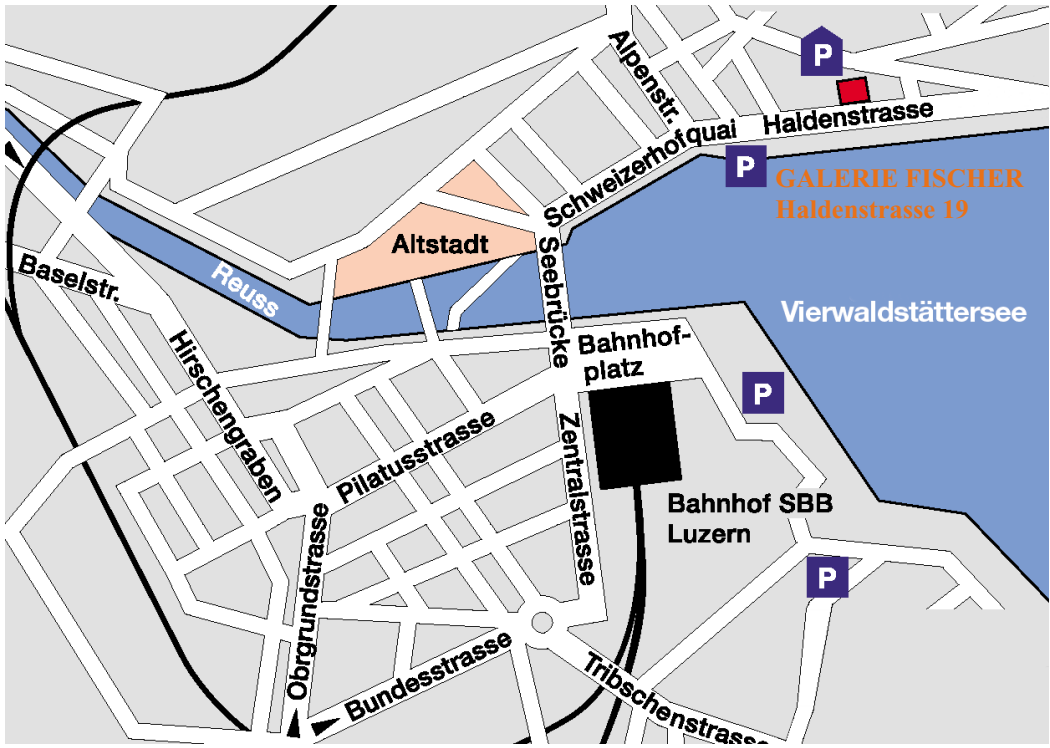 P
Alpenstr.
Haldenstrasse
Schweizerhofquai
P
GALERIE FISCHER
Haldenstrasse 19
Altstadt
Seebrücke
Reuss
Baselstr.
Vierwaldstättersee
Hirschengraben
Bahnhof-
platz
P
Pilatusstrasse
Zentralstrasse
Bahnhof SBB
Luzern
P
Obrgrundstrasse
Bundesstrasse
Tribschenstrasse